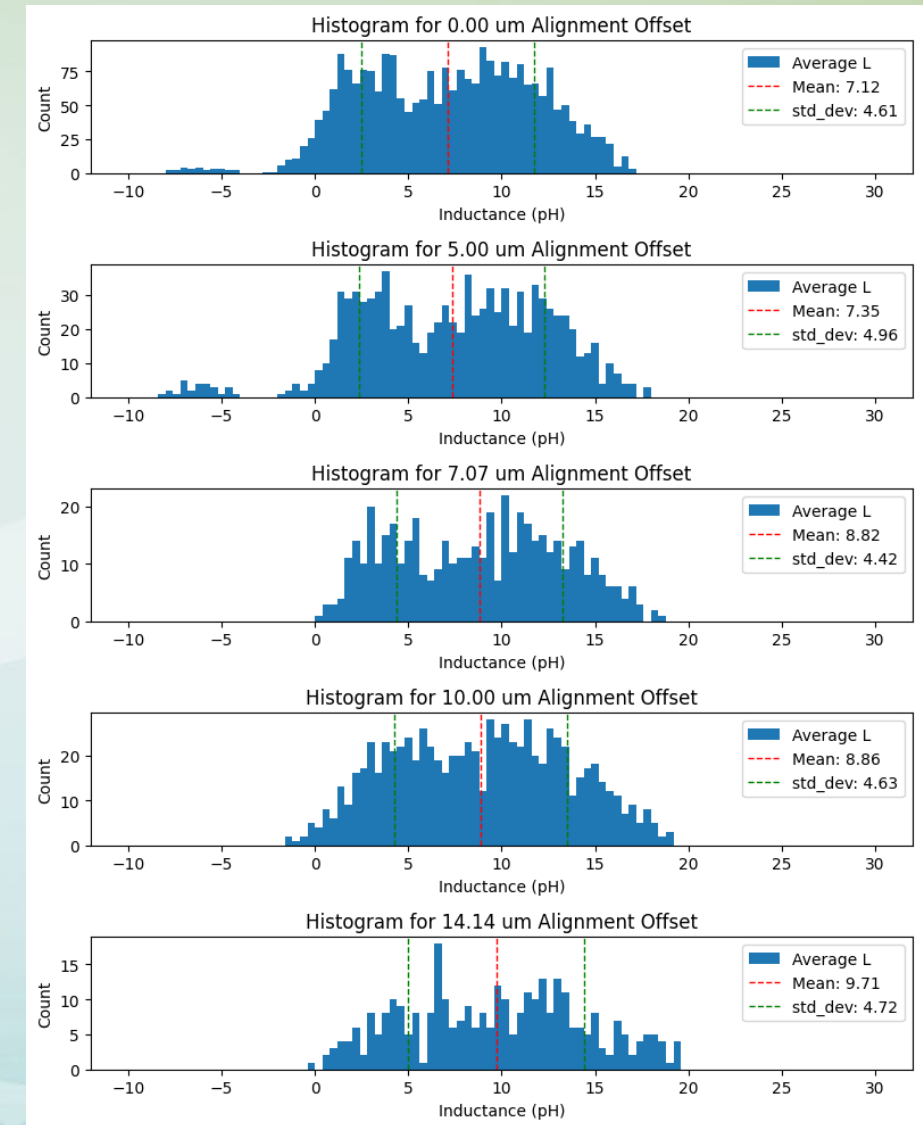 Histogram for 0.00 um Alignment Offset
75
50
25
0
Count
Average L
Mean: 7.12
std_dev: 4.61
−10 −5 0 5 10 15 20 25 30
Inductance (pH)
Histogram for 5.00 um Alignment Offset
30
20
10
0
Count
Average L
Mean: 7.35
std_dev: 4.96
−10 −5 0 5 10 15 20 25 30
Inductance (pH)
Histogram for 7.07 um Alignment Offset
20
10
0
Count
Average L
Mean: 8.82
std_dev: 4.42
−10 −5 0 5 10 15 20 25 30
Inductance (pH)
Histogram for 10.00 um Alignment Offset
20
10
0
Count
Average L
Mean: 8.86
std_dev: 4.63
−10 −5 0 5 10 15 20 25 30
Inductance (pH)
Histogram for 14.14 um Alignment Offset
15
10
5
0
Count
Average L
Mean: 9.71
std_dev: 4.72
−10 −5 0 5 10 15 20 25 30
Inductance (pH)